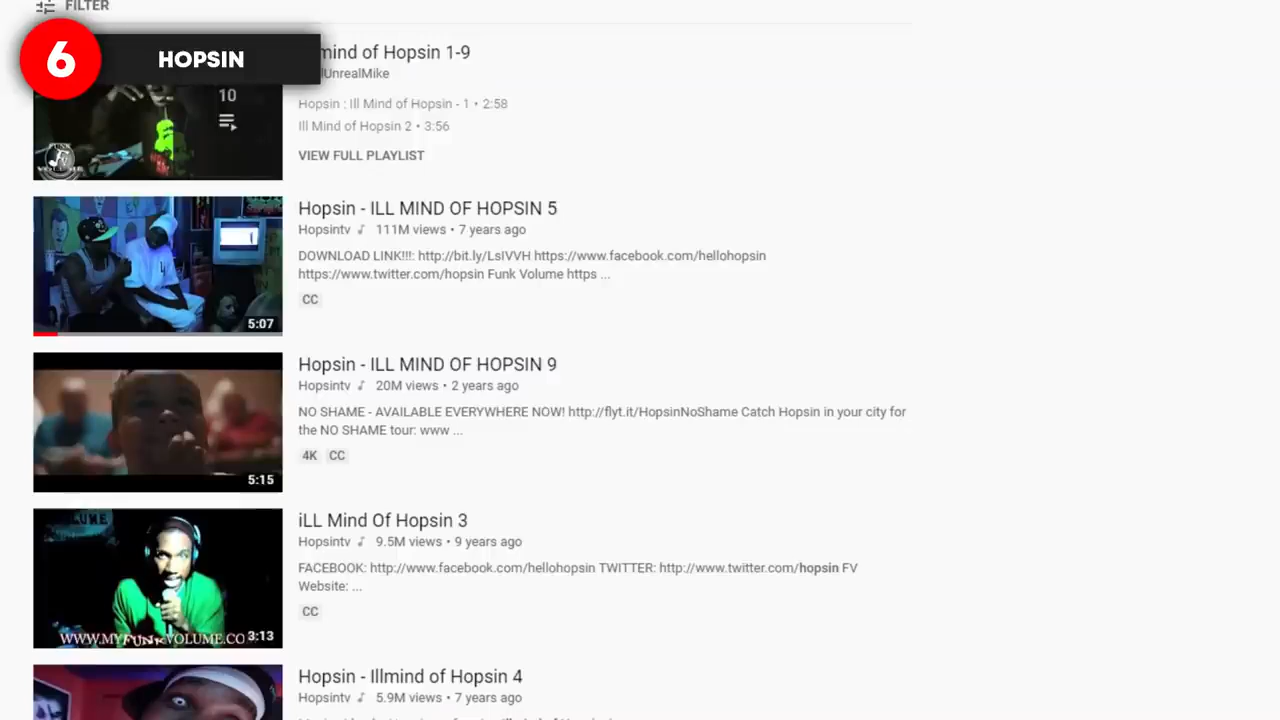 FILTER
6
HOPSIN
mind of Hopsin 1-9
UnrealMike
10
Hopsin : Ill Mind of Hopsin - 1 • 2:58
Ill Mind of Hopsin 2 • 3:56
VIEW FULL PLAYLIST
Hopsin - ILL MIND OF HOPSIN 5
Hopsintv ♪ 111M views • 7 years ago
DOWNLOAD LINK!!!: http://bit.ly/LsIVVH https://www.facebook.com/hellohopsin
https://www.twitter.com/hopsin Funk Volume https ...
CC
5:07
Hopsin - ILL MIND OF HOPSIN 9
Hopsintv ♪ 20M views • 2 years ago
NO SHAME - AVAILABLE EVERYWHERE NOW! http://flyt.it/HopsinNoShame Catch Hopsin in your city for
the NO SHAME tour: www ...
4K CC
5:15
iLL Mind Of Hopsin 3
Hopsintv ♪ 9.5M views • 9 years ago
FACEBOOK: http://www.facebook.com/hellohopsin TWITTER: http://www.twitter.com/hopsin FV
Website: ...
CC
WWW.MYFUNKVOLUME.CO
3:13
Hopsin - Illmind of Hopsin 4
Hopsintv ♪ 5.9M views • 7 years ago